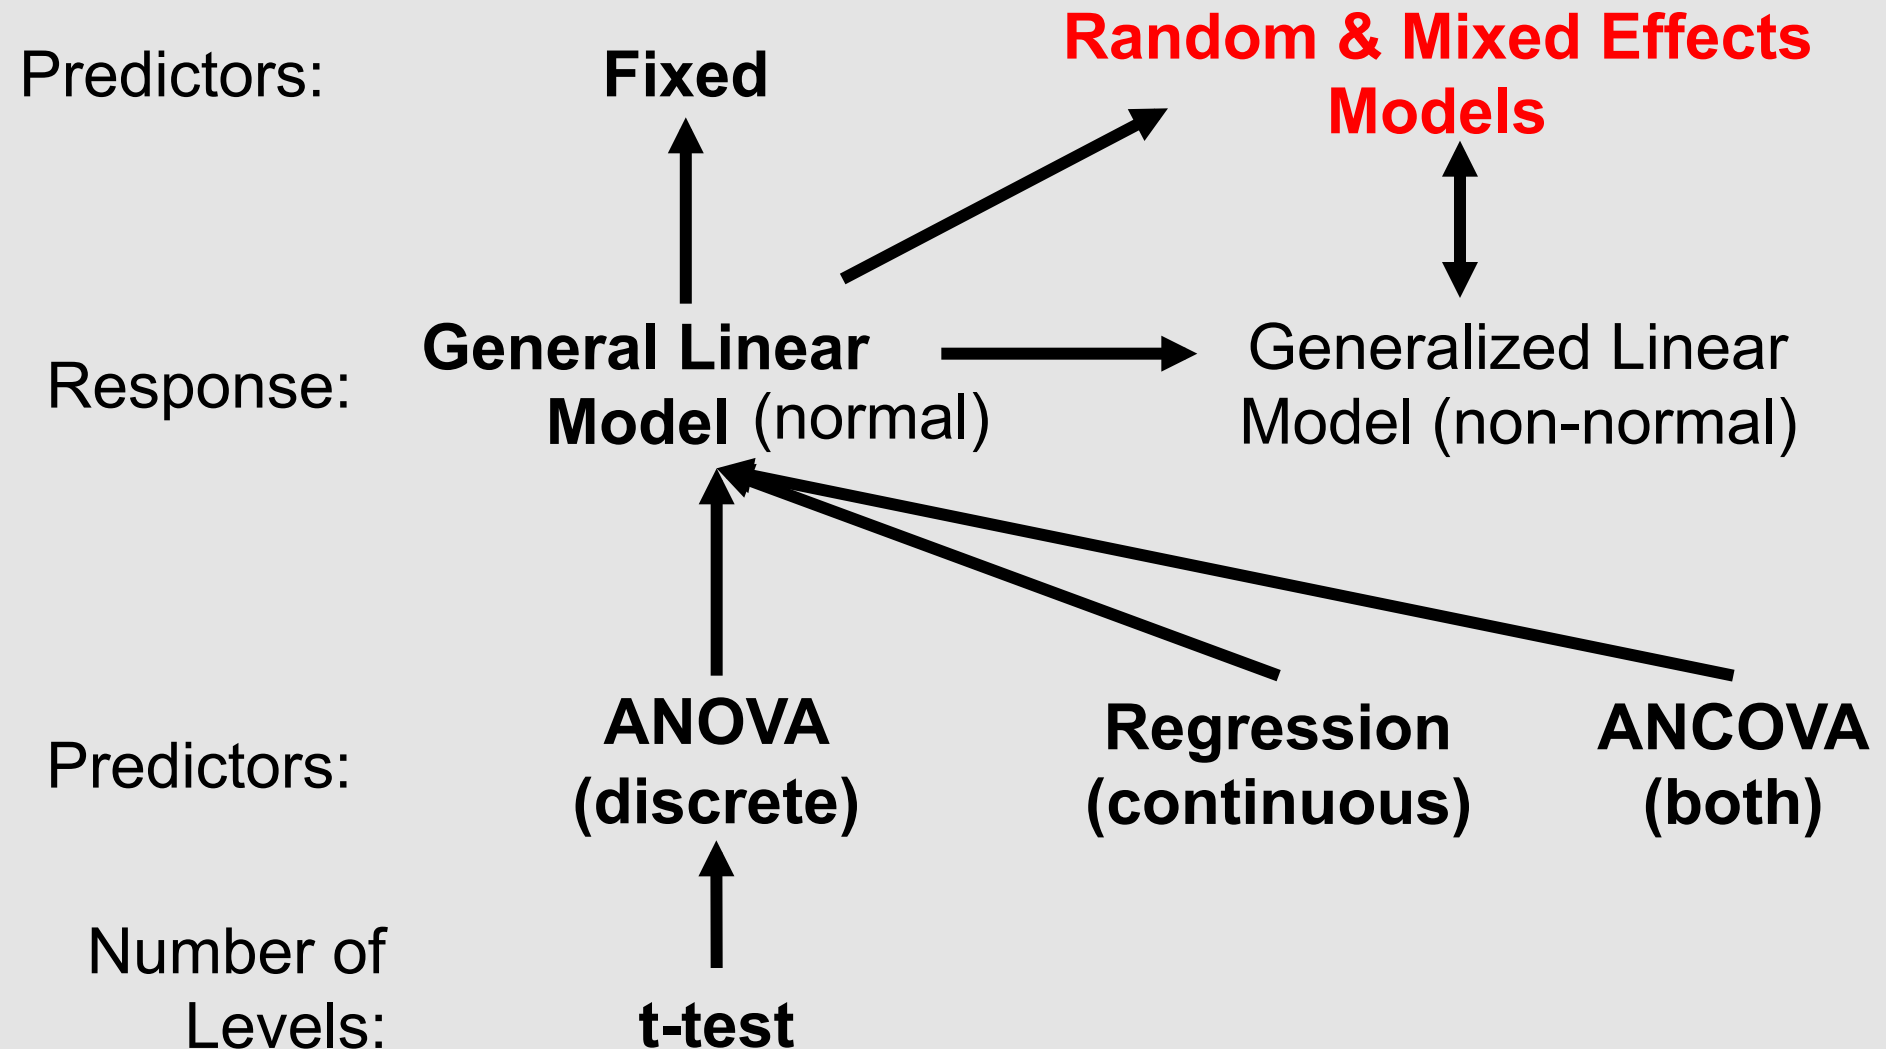 Predictors:
Fixed
Random & Mixed Effects
Models
Response:
General Linear
Model (normal)
Generalized Linear
Model (non-normal)
Predictors:
ANOVA
(discrete)
Regression
(continuous)
ANCOVA
(both)
Number of
Levels:
t-test